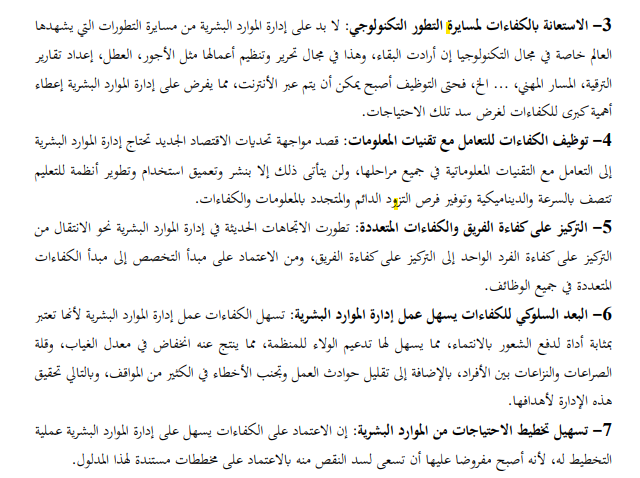 3– الاستعانة بالكفاءات لمسايرة التطور التكنولوجي: لا بد على إدارة الموارد البشرية من مسايرة التطورات التي يشهدها
العالم خاصة في مجال التكنولوجيا إن أرادت البقاء، وهذا في مجال تحرير وتنظيم أعمالها مثل الأجور، العطل، إعداد تقارير
الترقية، المسار المهني، ... الخ، فحتى التوظيف أصبح يمكن أن يتم عبر الأنترنت، مما يفرض على إدارة الموارد البشرية إعطاء
أهمية كبرى للكفاءات لغرض سد تلك الاحتياجات.
4– توظيف الكفاءات للتعامل مع تقنيات المعلومات: قصد مواجهة تحديات الاقتصاد الجديد تحتاج إدارة الموارد البشرية
إلى التعامل مع التقنيات المعلوماتية في جميع مراحلها، ولن يتأتى ذلك إلا بنشر وتعميق استخدام وتطوير أنظمة للتعليم
تتصف بالسرعة والديناميكية وتوفير فرص التزود الدائم والمتجدد بالمعلومات والكفاءات.
5– التركيز على كفاءة الفريق والكفاءات المتعددة: تطورت الاتجاهات الحديثة في إدارة الموارد البشرية نحو الانتقال من
التركيز على كفاءة الفرد الواحد إلى التركيز على كفاءة الفريق، ومن الاعتماد على مبدأ التخصص إلى مبدأ الكفاءات
المتعددة في جميع الوظائف.
6– البعد السلوكي للكفاءات يسهل عمل إدارة الموارد البشرية: تسهل الكفاءات عمل إدارة الموارد البشرية لأنها تعتبر
بمثابة أداة لدفع الشعور بالانتماء، مما يسهل لها تدعيم الولاء للمنظمة، مما ينتج عنه انخفاض في معدل الغياب، وقلة
الصراعات والنزاعات بين الأفراد، بالإضافة إلى تقليل حوادث العمل وتجنب الأخطاء في الكثير من المواقف، وبالتالي تحقيق
هذه الإدارة لأهدافها.
7– تسهيل تخطيط الاحتياجات من الموارد البشرية: إن الاعتماد على الكفاءات يسهل على إدارة الموارد البشرية عملية
التخطيط له، لأنه أصبح مفروضا عليها أن تسعى لسد النقص منه بالاعتماد على مخططات مستندة لهذا المدلول.